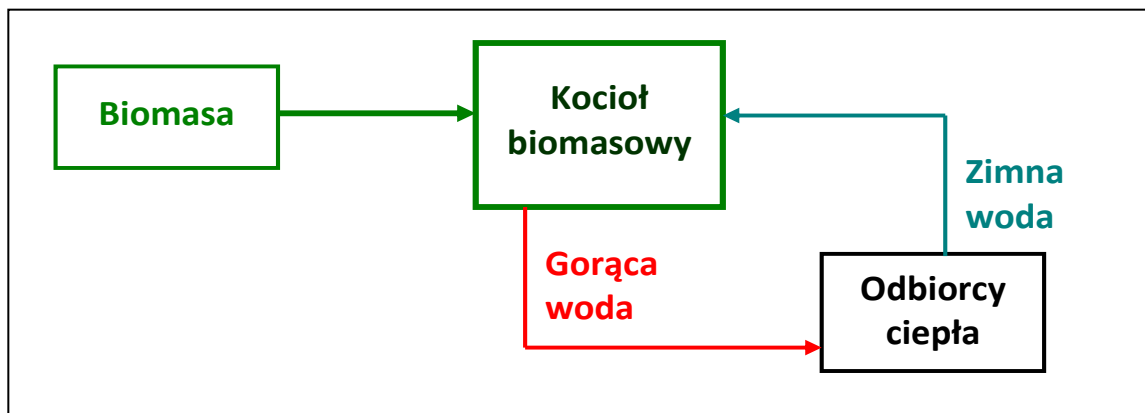 Biomasa
Kocioł
biomasowy
Zimna
woda
Gorąca
woda
Odbiorcy
ciepła